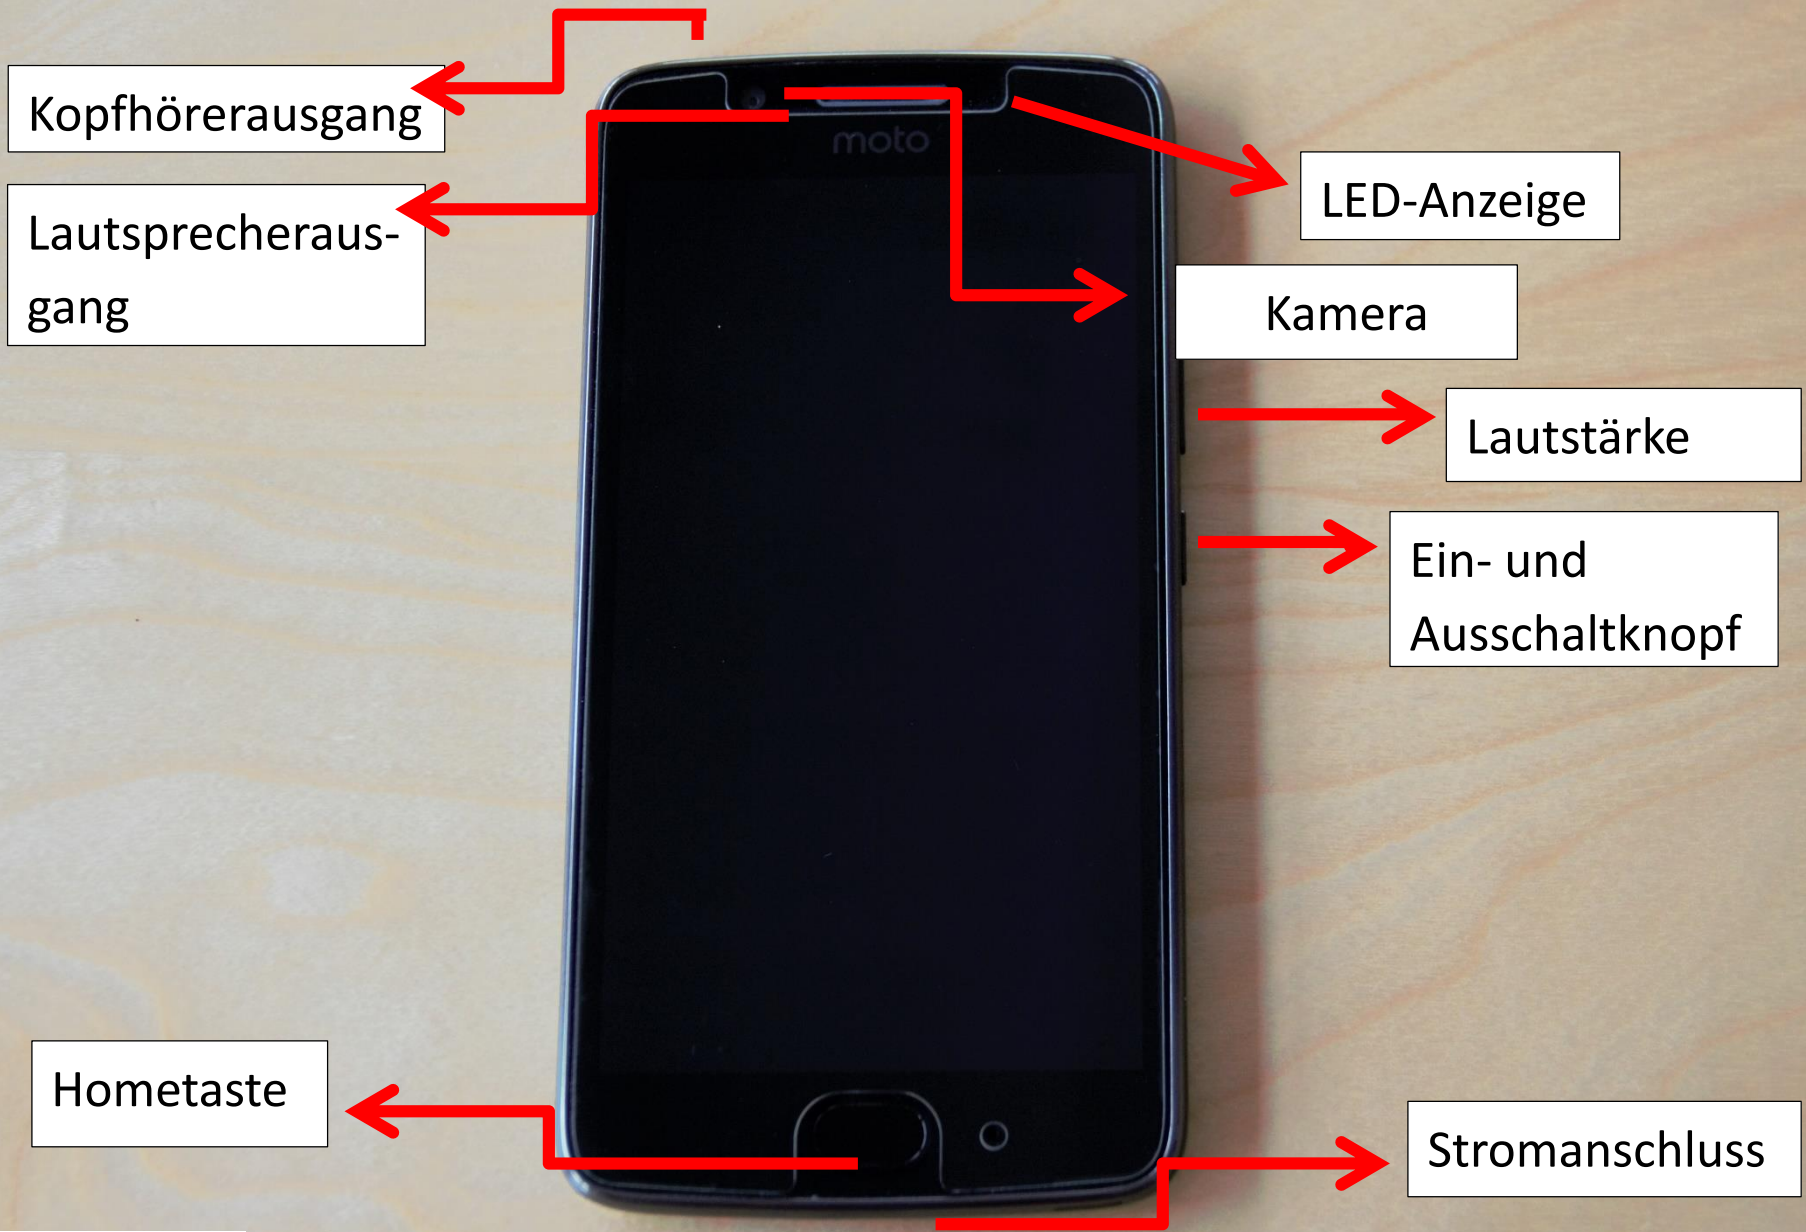 Kopfhörerausgang
moto
Lautsprecheraus-
gang
LED-Anzeige
Kamera
Lautstärke
Ein- und
Ausschaltknopf
Hometaste
Stromanschluss